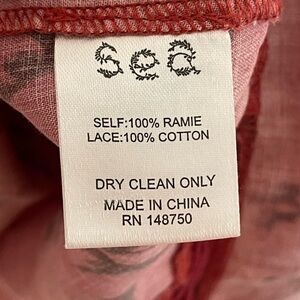 sea
SELF:100% RAMIE
LACE:100% COTTON
DRY CLEAN ONLY
MADE IN CHINA
RN 148750